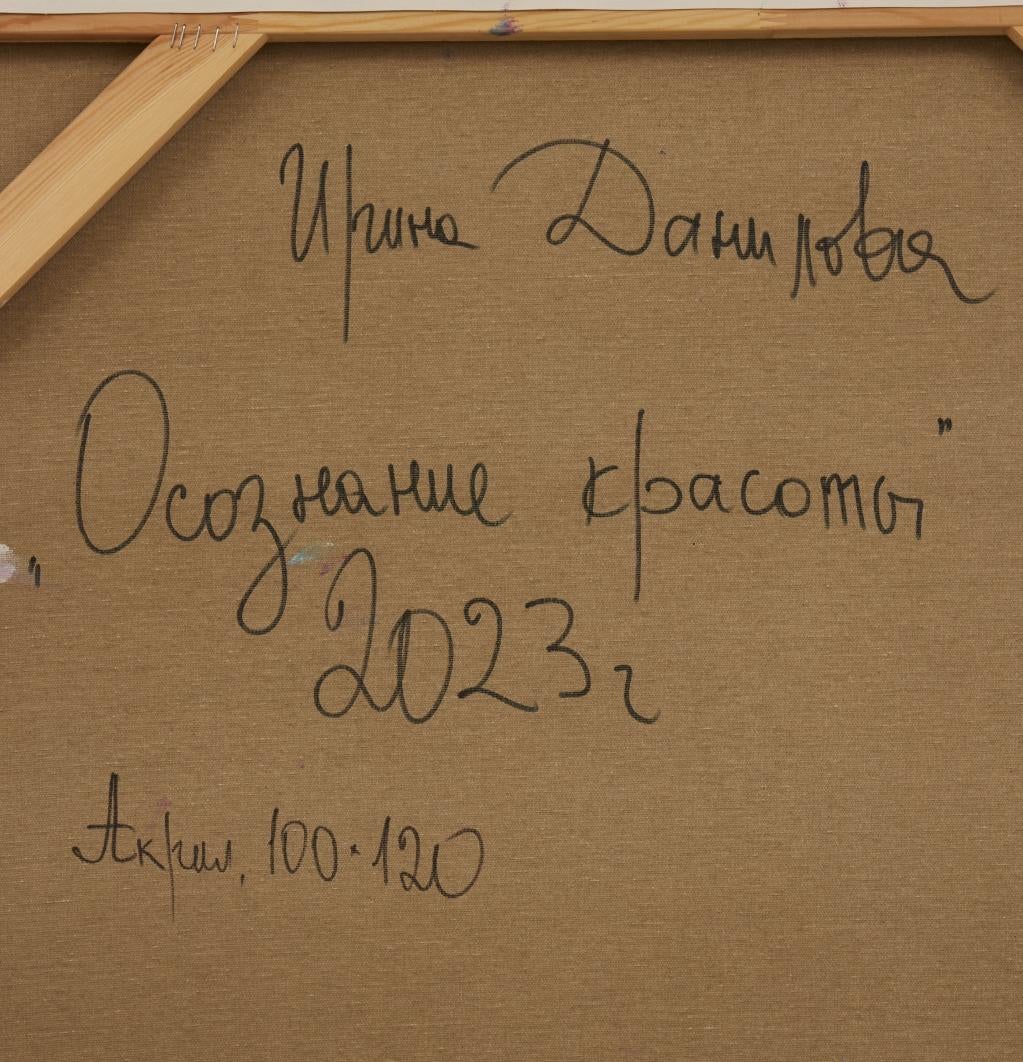 Ирина Данилова
„Осознание красоты"
2023г
Акрил, 100·120